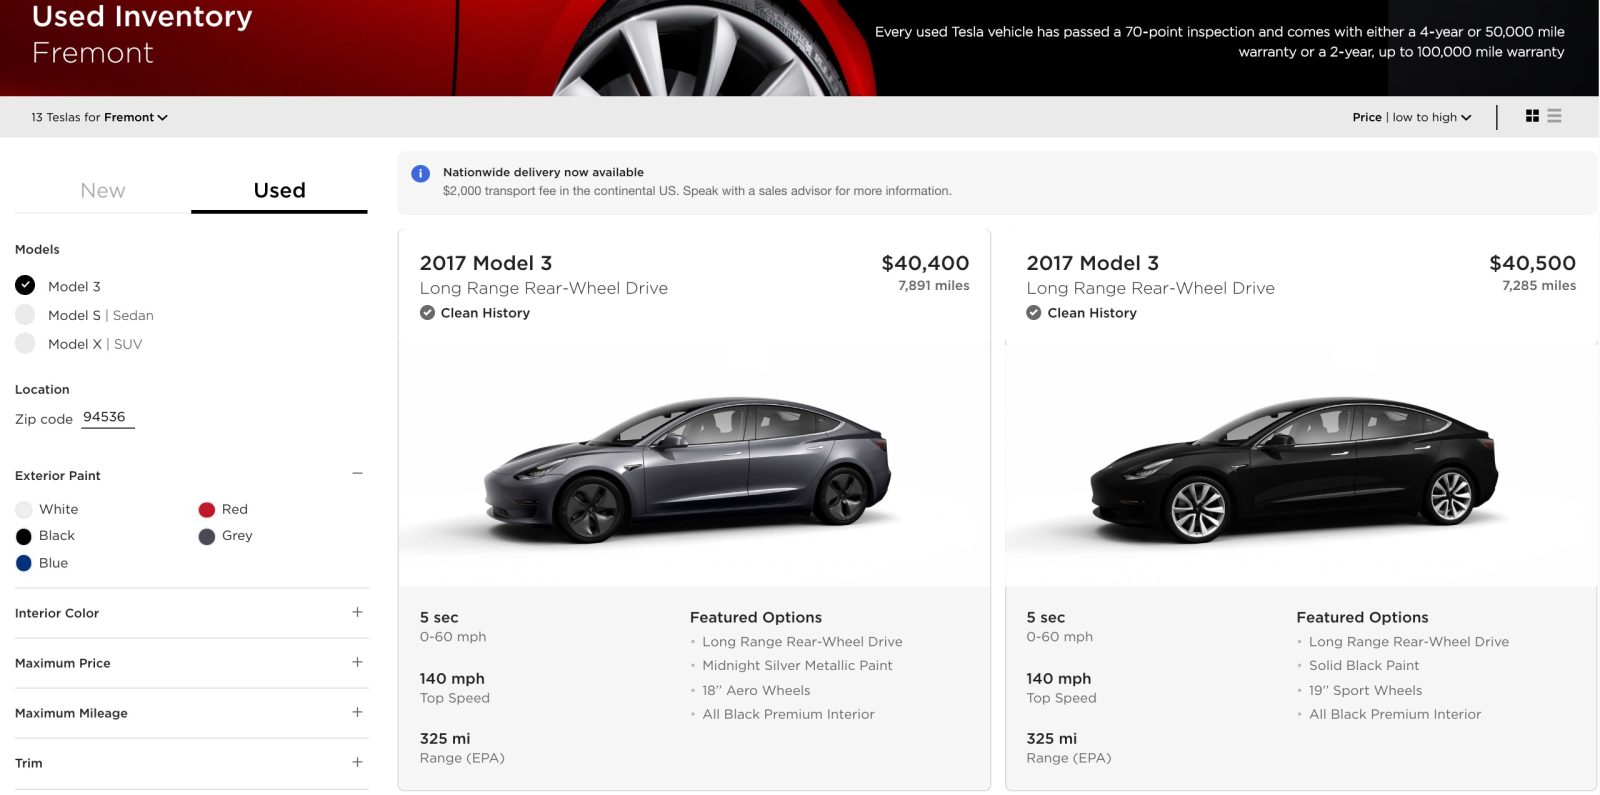 Used Inventory
Fremont
Every used Tesla vehicle has passed a 70-point inspection and comes with either a 4-year or 50,000 mile
warranty or a 2-year, up to 100,000 mile warranty
13 Teslas for Fremont
Price | low to high
New
Used
Models
Model 3
Model S | Sedan
Model X | SUV
Location
Zip code 94536
Exterior Paint
White
Red
Black
Grey
Blue
Interior Color
Maximum Price
Maximum Mileage
Trim
Nationwide delivery now available
$2,000 transport fee in the continental US. Speak with a sales advisor for more information.
2017 Model 3
$40,400
Long Range Rear-Wheel Drive
7,891 miles
Clean History
5 sec
0-60 mph
140 mph
Top Speed
325 mi
Range (EPA)
Featured Options
• Long Range Rear-Wheel Drive
• Midnight Silver Metallic Paint
• 18’’ Aero Wheels
• All Black Premium Interior
2017 Model 3
$40,500
Long Range Rear-Wheel Drive
7,285 miles
Clean History
5 sec
0-60 mph
140 mph
Top Speed
325 mi
Range (EPA)
Featured Options
• Long Range Rear-Wheel Drive
• Solid Black Paint
• 19’’ Sport Wheels
• All Black Premium Interior